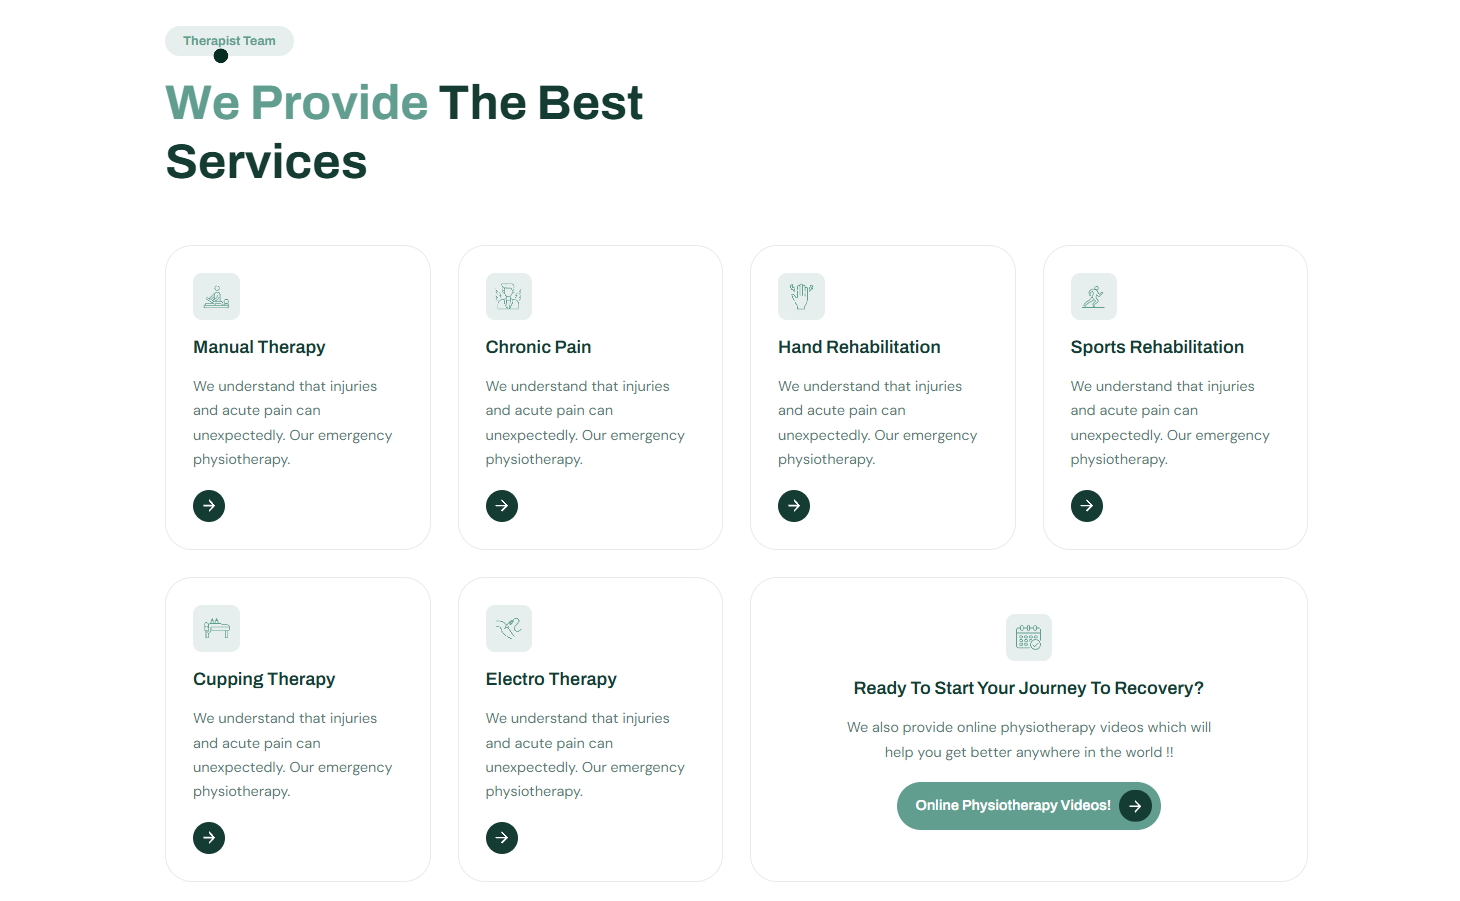 Therapist Team
We Provide The Best
Services
Manual Therapy
We understand that injuries
and acute pain can
unexpectedly. Our emergency
physiotherapy.
Chronic Pain
We understand that injuries
and acute pain can
unexpectedly. Our emergency
physiotherapy.
Hand Rehabilitation
We understand that injuries
and acute pain can
unexpectedly. Our emergency
physiotherapy.
Sports Rehabilitation
We understand that injuries
and acute pain can
unexpectedly. Our emergency
physiotherapy.
Cupping Therapy
We understand that injuries
and acute pain can
unexpectedly. Our emergency
physiotherapy.
Electro Therapy
We understand that injuries
and acute pain can
unexpectedly. Our emergency
physiotherapy.
Ready To Start Your Journey To Recovery?
We also provide online physiotherapy videos which will
help you get better anywhere in the world !!
Online Physiotherapy Videos!